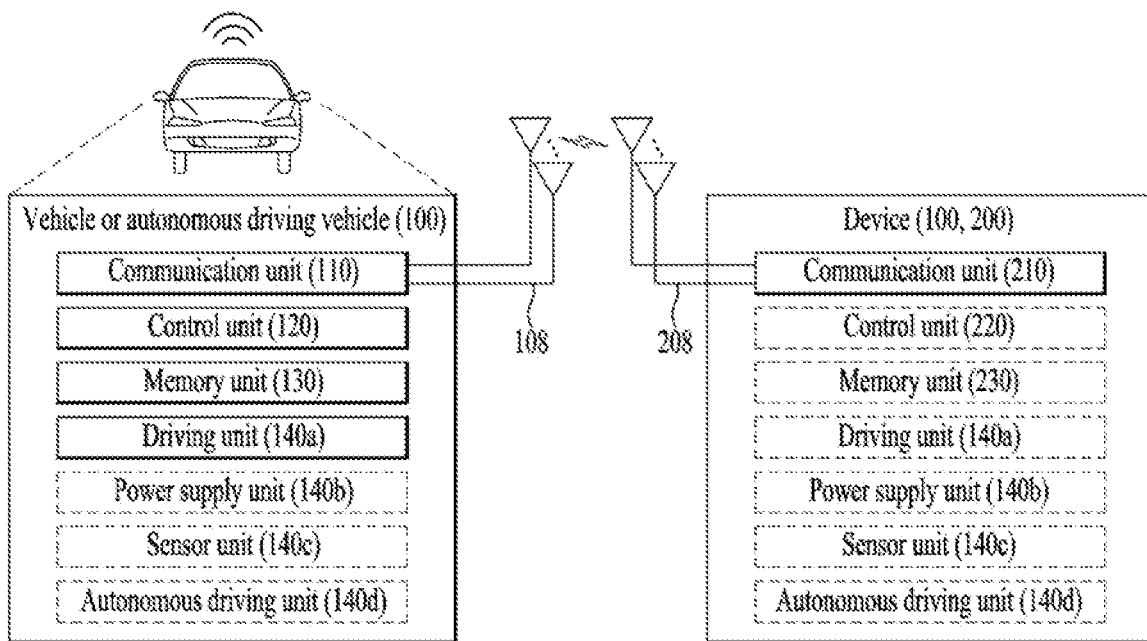 Vehicle or autonomous driving vehicle (100)
Communication unit (110)
Control unit (120)
Memory unit (130)
Driving unit (140a)
Power supply unit (140b)
Sensor unit (140c)
Autonomous driving unit (140d)
108
208
Device (100, 200)
Communication unit (210)
Control unit (220)
Memory unit (230)
Driving unit (140a)
Power supply unit (140b)
Sensor unit (140c)
Autonomous driving unit (140d)